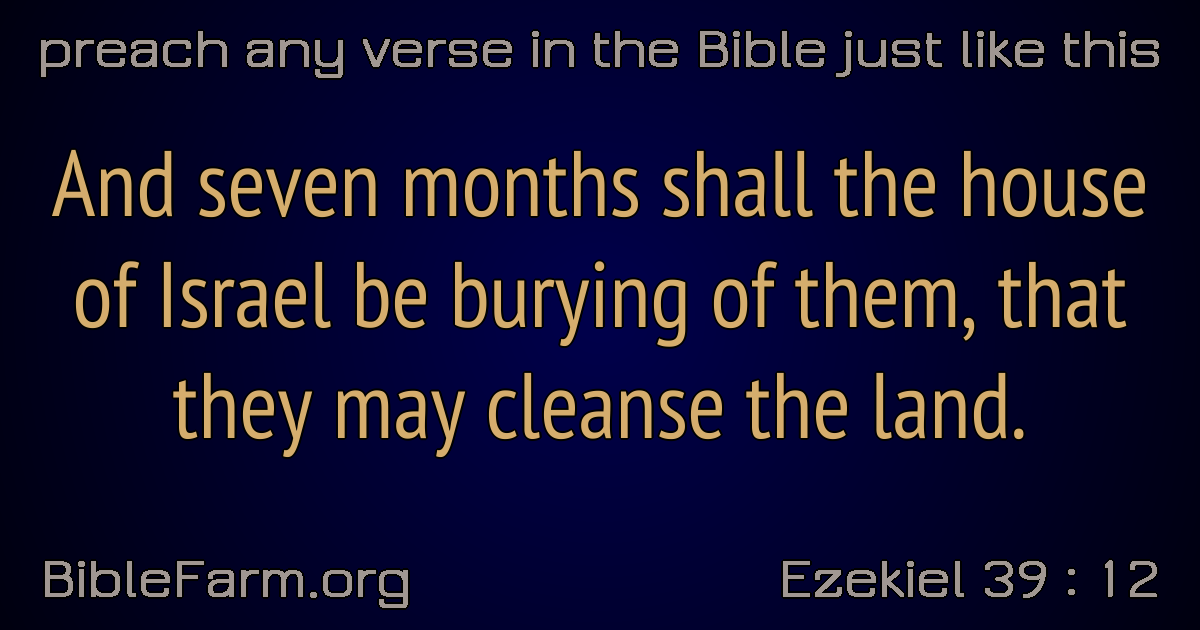 preach any verse in the Bible just like this
And seven months shall the house
of Israel be burying of them, that
they may cleanse the land.
BibleFarm.org
Ezekiel 39 : 12